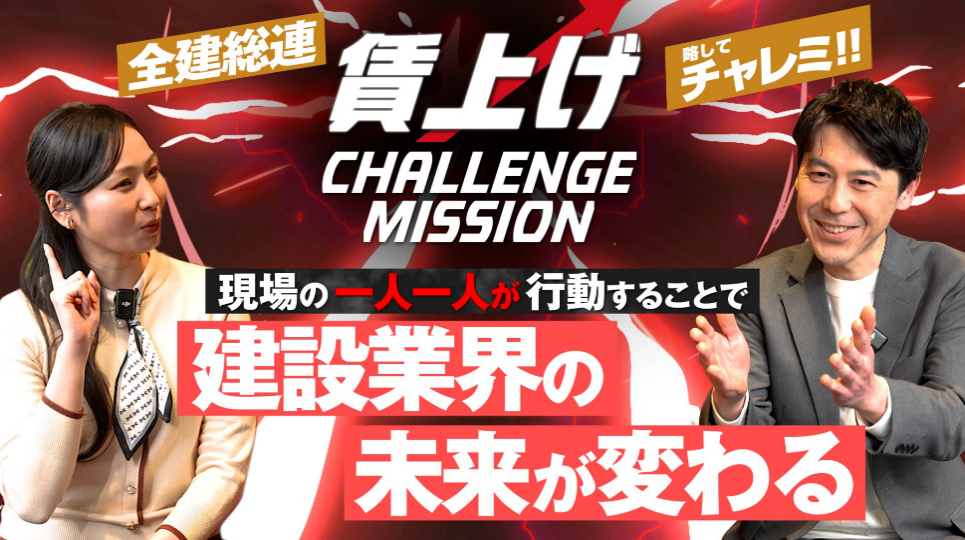 全建総連
賃上げ
略して
チャレミ!!
CHALLENGE
MISSION
現場の一人一人が行動することで
建設業界の
未来が変わる